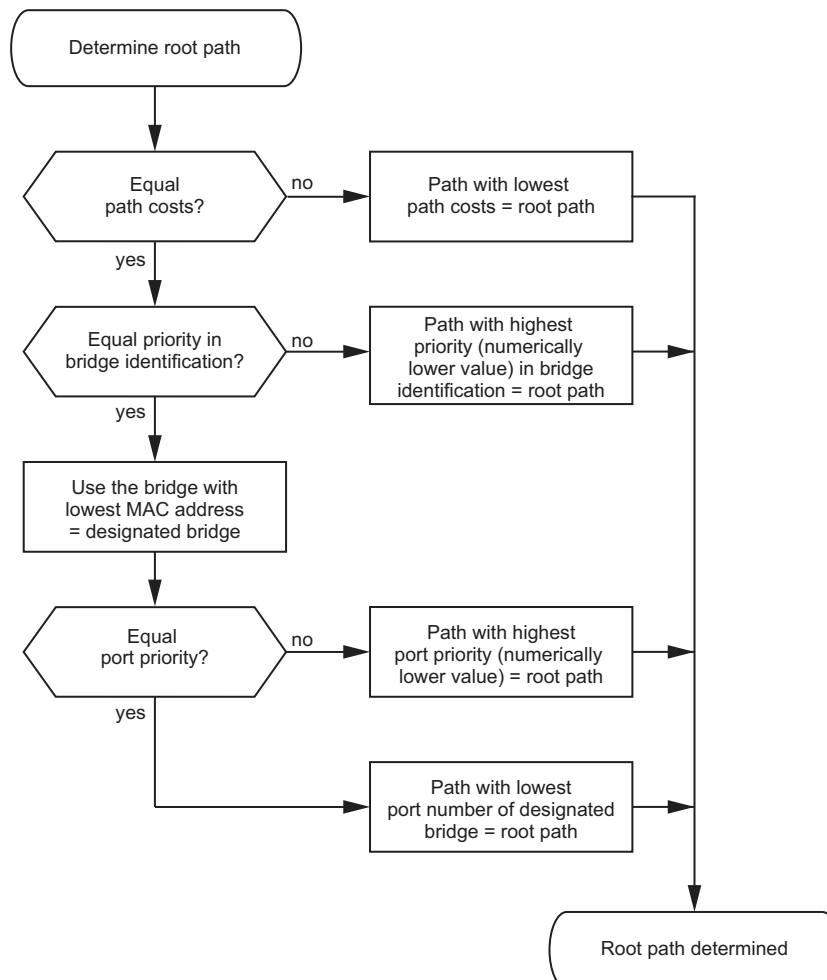 Determine root path
Equal
path costs?
no
Path with lowest
path costs = root path
yes
Equal priority in
bridge identification?
no
Path with highest
priority (numerically
lower value) in bridge
identification = root path
yes
Use the bridge with
lowest MAC address
= designated bridge
Equal
port priority?
no
Path with highest
port priority (numerically
lower value) = root path
yes
Path with lowest
port number of designated
bridge = root path
Root path determined